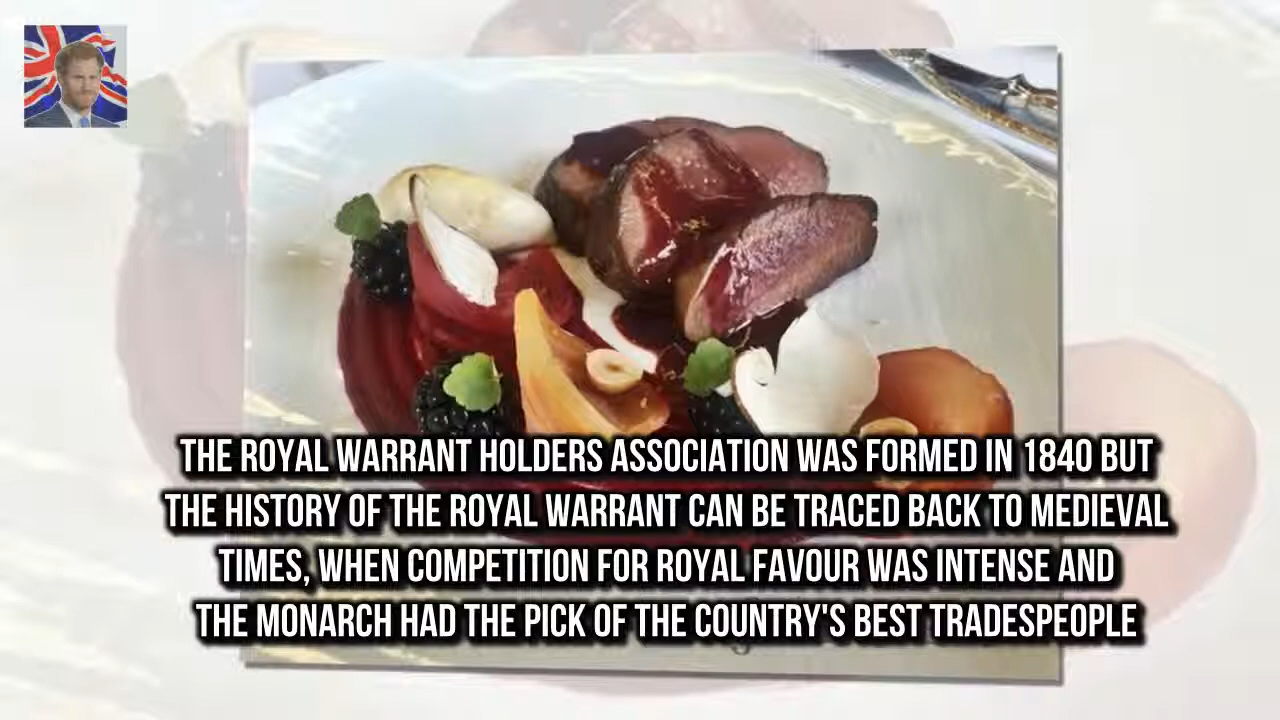 THE ROYAL WARRANT HOLDERS ASSOCIATION WAS FORMED IN 1840 BUT
THE HISTORY OF THE ROYAL WARRANT CAN BE TRACED BACK TO MEDIEVAL
TIMES, WHEN COMPETITION FOR ROYAL FAVOUR WAS INTENSE AND
THE MONARCH HAD THE PICK OF THE COUNTRY'S BEST TRADESPEOPLE